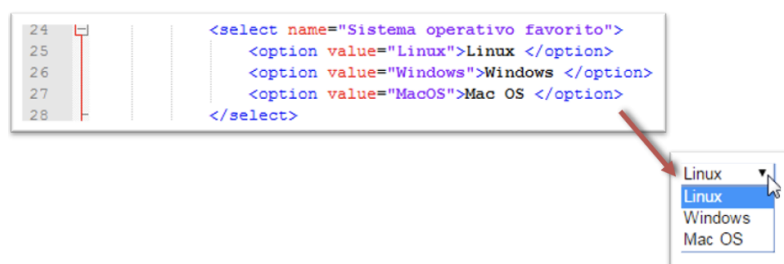 24 <select name="Sistema operativo favorito">
25 <option value="Linux">Linux </option>
26 <option value="Windows">Windows </option>
27 <option value="MacOS">Mac OS </option>
28 </select>
Linux
Linux
Windows
Mac OS